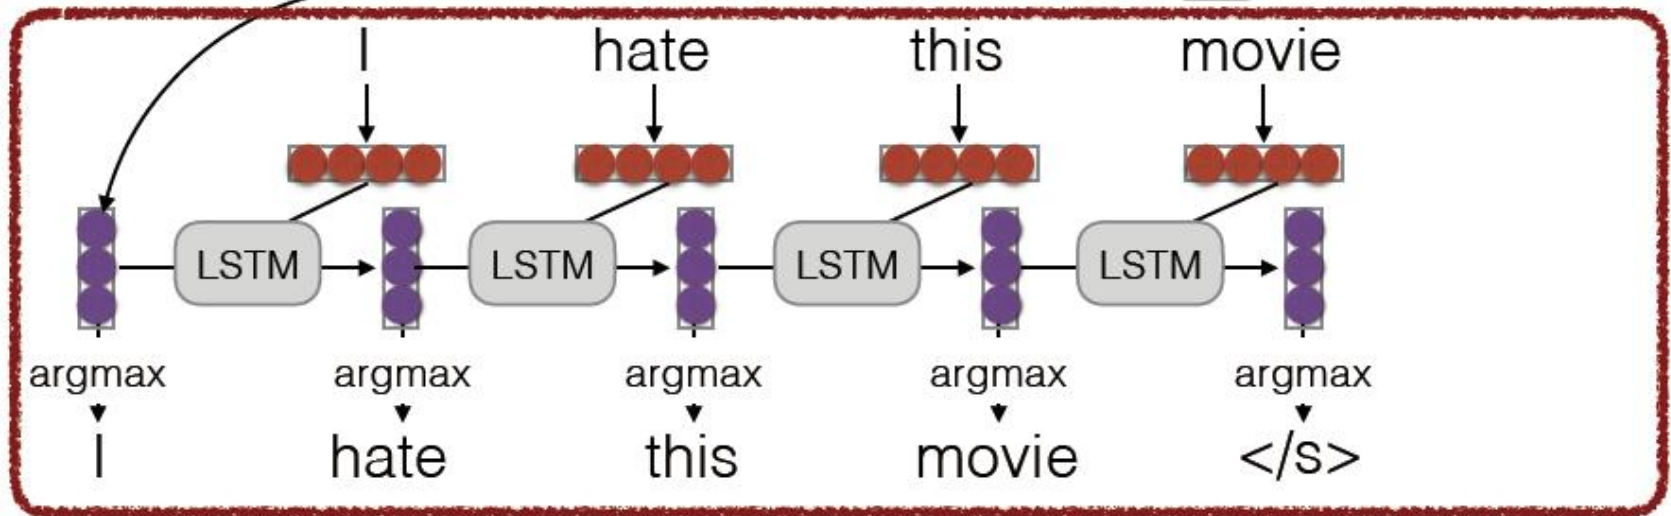 I hate this movie
LSTM LSTM LSTM LSTM
argmax argmax argmax argmax argmax
I hate this movie </s>